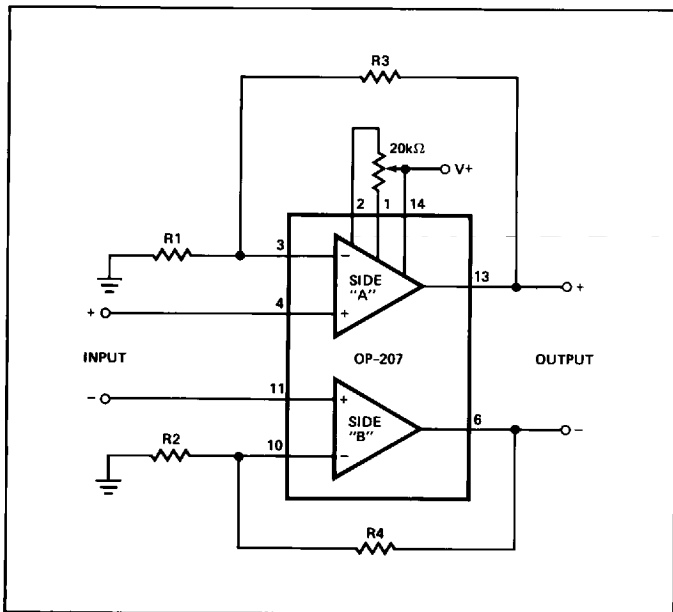 R3
20kΩ
V+
2 1 14
R1
3 − 13
SIDE
"A"
+
+ 4 +
INPUT OP-207 OUTPUT
− 11 + 6 −
SIDE
"B"
R2 10 −
R4